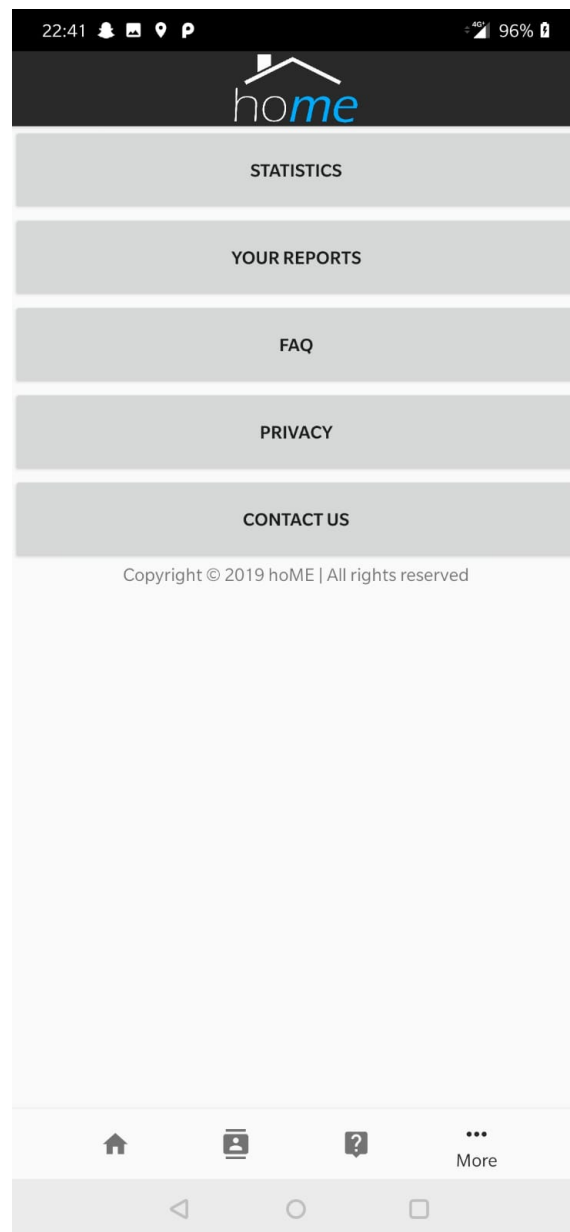 22:41 96%
4G+
home
STATISTICS
YOUR REPORTS
FAQ
PRIVACY
CONTACT US
Copyright © 2019 hoME | All rights reserved
More